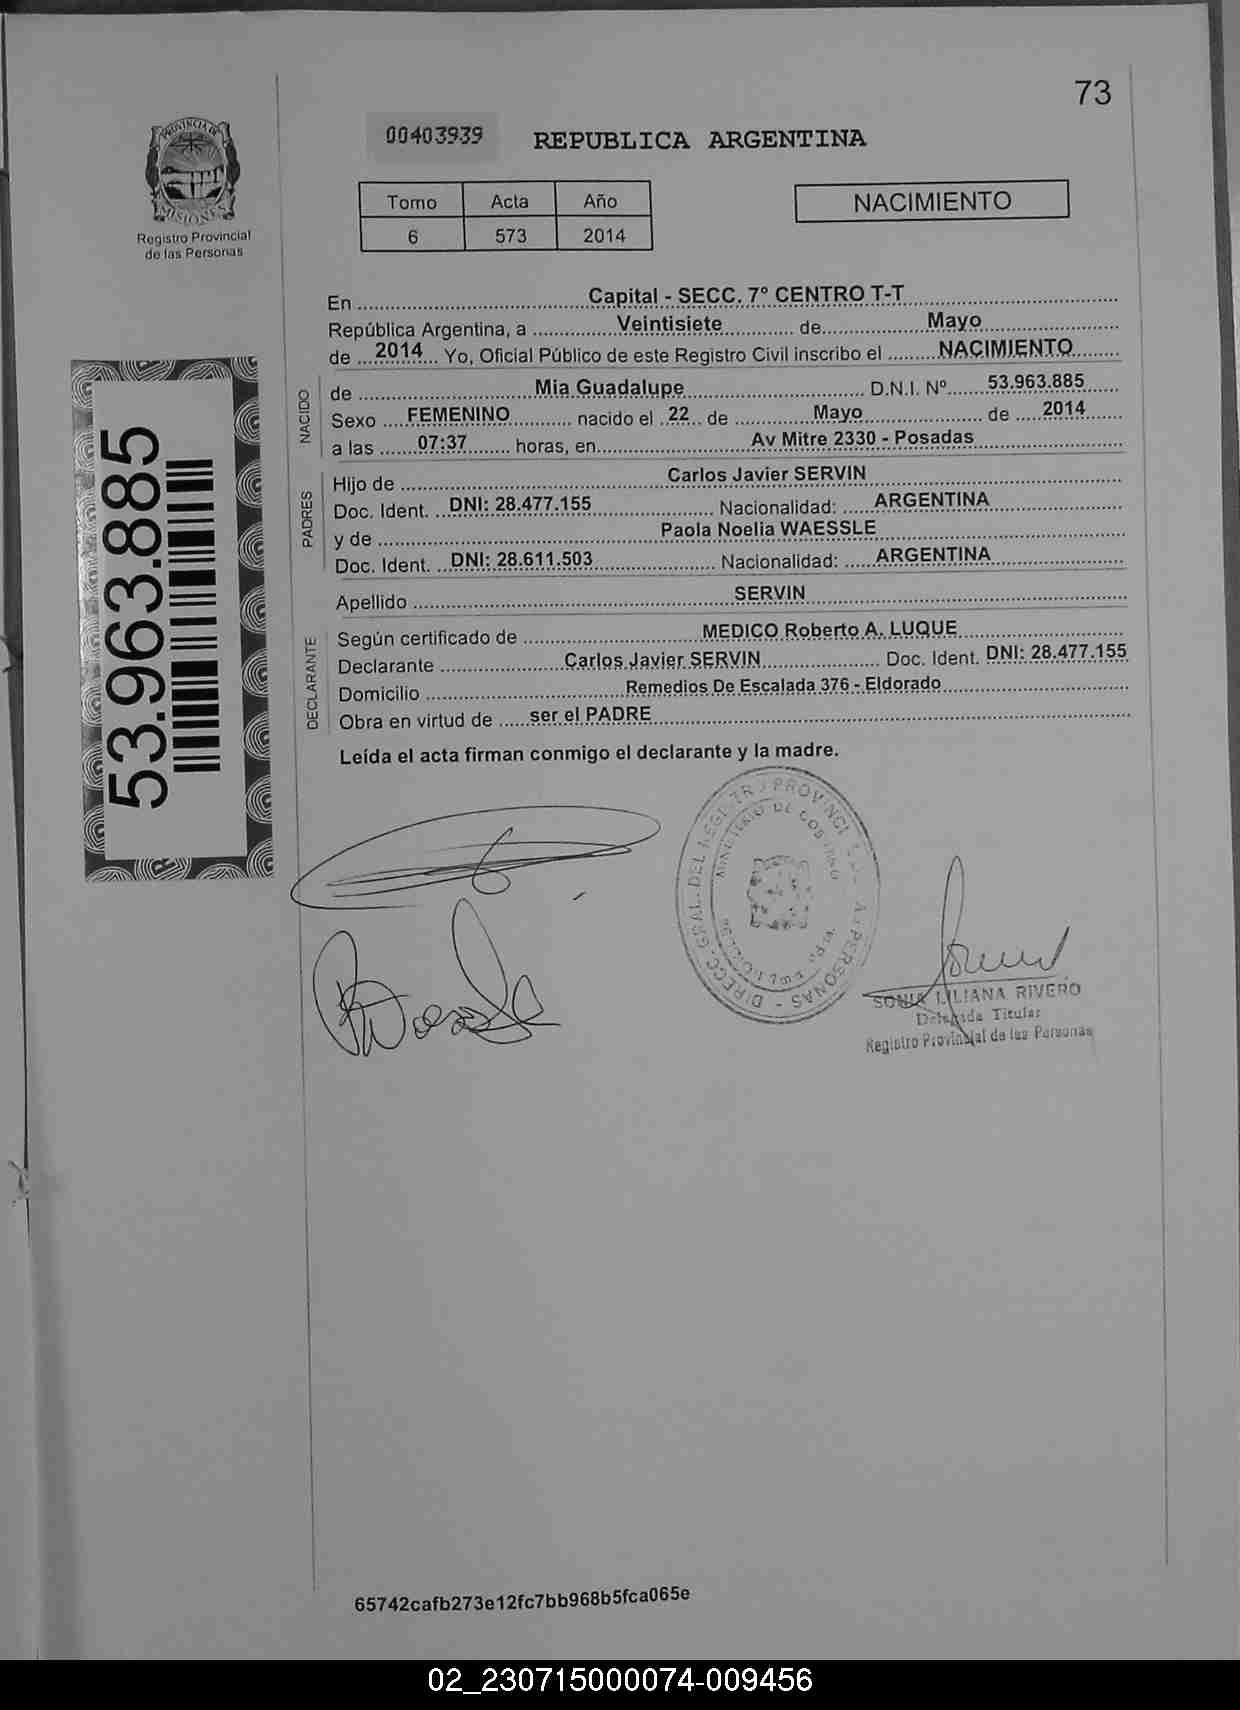 73
00403939 REPUBLICA ARGENTINA
PROVINCIA DE
MISIONES
Registro Provincial
de las Personas
Tomo Acta Año
6 573 2014
NACIMIENTO
En Capital - SECC. 7º CENTRO T-T
República Argentina, a Veintisiete de Mayo
de 2014 Yo, Oficial Público de este Registro Civil inscribo el NACIMIENTO
NACIDO
de Mia Guadalupe D.N.I. Nº 53.963.885
Sexo FEMENINO nacido el 22 de Mayo de 2014
a las 07:37 horas, en Av Mitre 2330 - Posadas
PADRES
Hijo de Carlos Javier SERVIN
Doc. Ident. DNI: 28.477.155 Nacionalidad: ARGENTINA
y de Paola Noelia WAESSLE
Doc. Ident. DNI: 28.611.503 Nacionalidad: ARGENTINA
Apellido SERVIN
DECLARANTE
Según certificado de MEDICO Roberto A. LUQUE
Declarante Carlos Javier SERVIN Doc. Ident. DNI: 28.477.155
Domicilio Remedios De Escalada 376 - Eldorado
Obra en virtud de ser el PADRE
Leída el acta firman conmigo el declarante y la madre.
53.963.885
SONIA LILIANA RIVERO
Delegada Titular
Registro Provincial de las Personas
65742cafb273e12fc7bb968b5fca065e
02_230715000074-009456